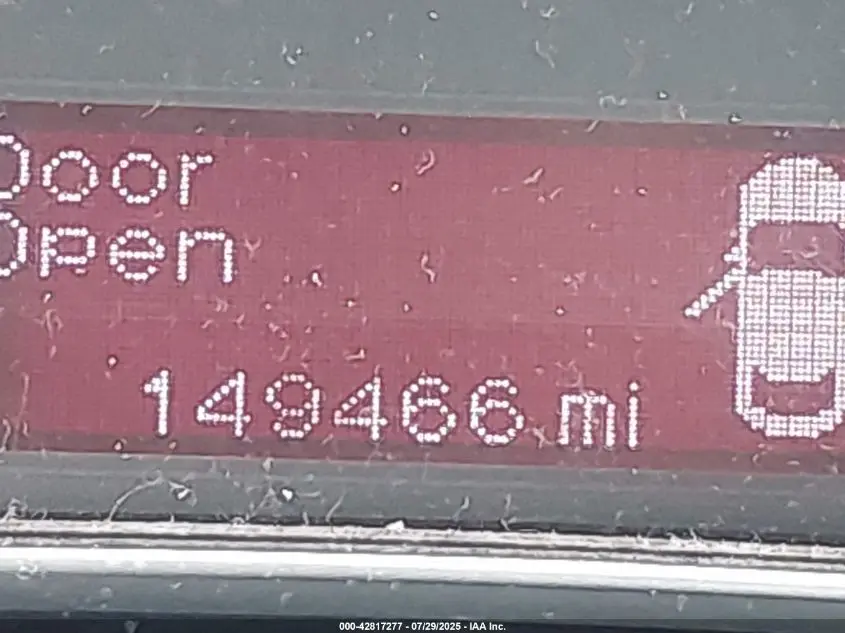 Door
Open
149466 mi
000-42817277 - 07/29/2025 - IAA Inc.